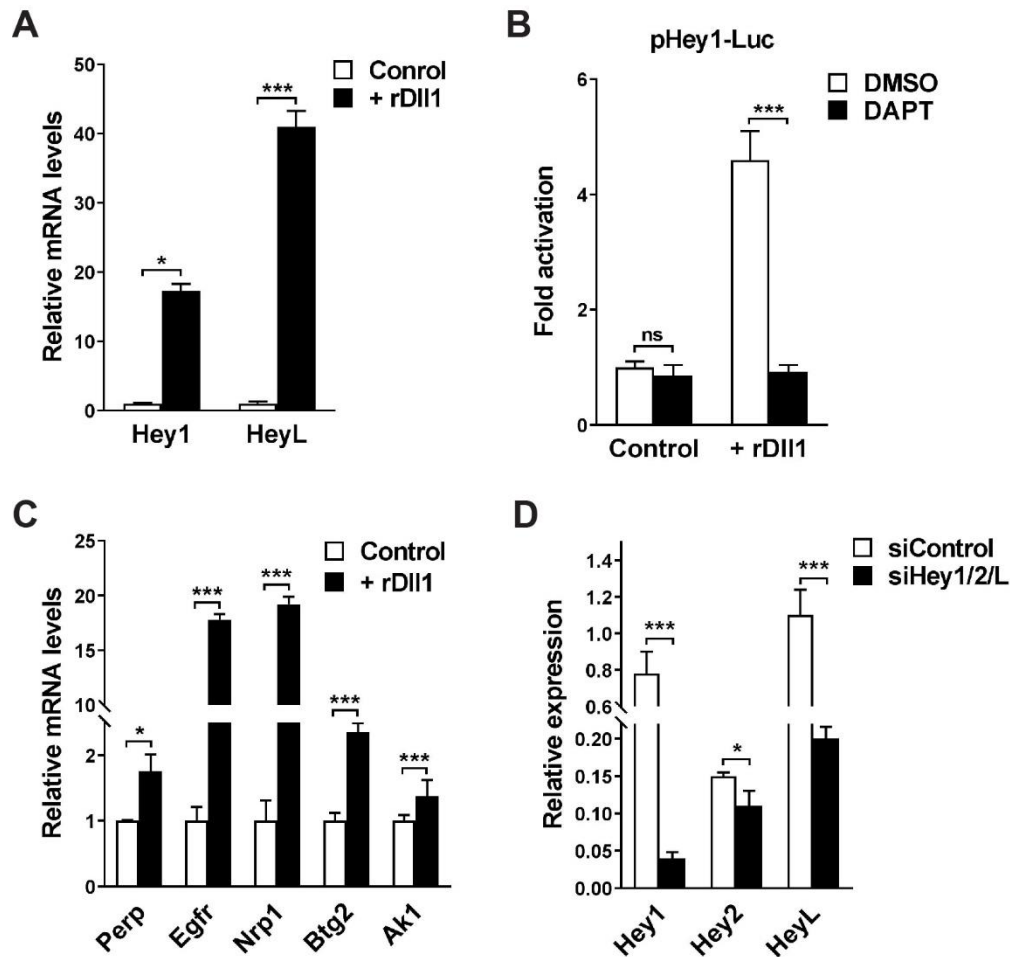 A
Relative mRNA levels
50
40
30
20
10
0
Conrol
+ rDll1
*
***
Hey1
HeyL
B
pHey1-Luc
Fold activation
6
4
2
0
DMSO
DAPT
ns
***
Control
+ rDll1
C
Relative mRNA levels
25
20
15
10
2
1
0
Control
+ rDll1
*
***
***
***
***
Perp
Egfr
Nrp1
Btg2
Ak1
D
Relative expression
1.4
1.2
1.0
0.8
0.6
0.20
0.15
0.10
0.05
0.00
siControl
siHey1/2/L
***
*
***
Hey1
Hey2
HeyL